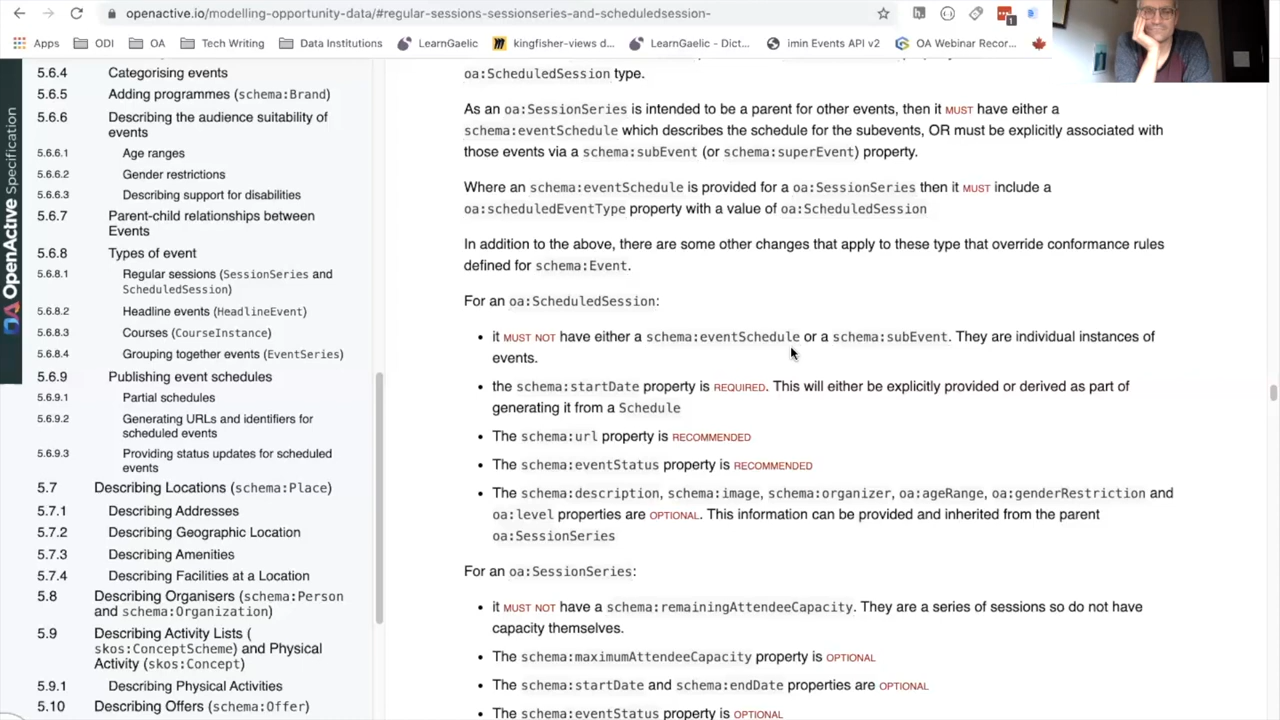 openactive.io/modelling-opportunity-data/#regular-sessions-sessionseries-and-scheduledsession-
1
Apps ODI OA Tech Writing Data Institutions LearnGaelic kingfisher-views d... LearnGaelic - Dict... imin Events API v2 OA Webinar Recor...
OpenActive Specification
5.6.4 Categorising events
5.6.5 Adding programmes (schema:Brand)
5.6.6 Describing the audience suitability of
events
5.6.6.1 Age ranges
5.6.6.2 Gender restrictions
5.6.6.3 Describing support for disabilities
5.6.7 Parent-child relationships between
Events
5.6.8 Types of event
5.6.8.1 Regular sessions (SessionSeries and
ScheduledSession)
5.6.8.2 Headline events (HeadlineEvent)
5.6.8.3 Courses (CourseInstance)
5.6.8.4 Grouping together events (EventSeries)
5.6.9 Publishing event schedules
5.6.9.1 Partial schedules
5.6.9.2 Generating URLs and identifiers for
scheduled events
5.6.9.3 Providing status updates for scheduled
events
5.7 Describing Locations (schema:Place)
5.7.1 Describing Addresses
5.7.2 Describing Geographic Location
5.7.3 Describing Amenities
5.7.4 Describing Facilities at a Location
5.8 Describing Organisers (schema:Person
and schema:Organization)
5.9 Describing Activity Lists (
skos:ConceptScheme) and Physical
Activity (skos:Concept)
5.9.1 Describing Physical Activities
5.10 Describing Offers (schema:Offer)
oa:ScheduledSession type.
As an oa:SessionSeries is intended to be a parent for other events, then it MUST have either a
schema:eventSchedule which describes the schedule for the subevents, OR must be explicitly associated with
those events via a schema:subEvent (or schema:superEvent) property.
Where an schema:eventSchedule is provided for a oa:SessionSeries then it MUST include a
oa:scheduledEventType property with a value of oa:ScheduledSession
In addition to the above, there are some other changes that apply to these type that override conformance rules
defined for schema:Event.
For an oa:ScheduledSession:
• it MUST NOT have either a schema:eventSchedule or a schema:subEvent. They are individual instances of
events.
• the schema:startDate property is REQUIRED. This will either be explicitly provided or derived as part of
generating it from a Schedule
• The schema:url property is RECOMMENDED
• The schema:eventStatus property is RECOMMENDED
• The schema:description, schema:image, schema:organizer, oa:ageRange, oa:genderRestriction and
oa:level properties are OPTIONAL. This information can be provided and inherited from the parent
oa:SessionSeries
For an oa:SessionSeries:
• it MUST NOT have a schema:remainingAttendeeCapacity. They are a series of sessions so do not have
capacity themselves.
• The schema:maximumAttendeeCapacity property is OPTIONAL
• The schema:startDate and schema:endDate properties are OPTIONAL
• The schema:eventStatus property is OPTIONAL